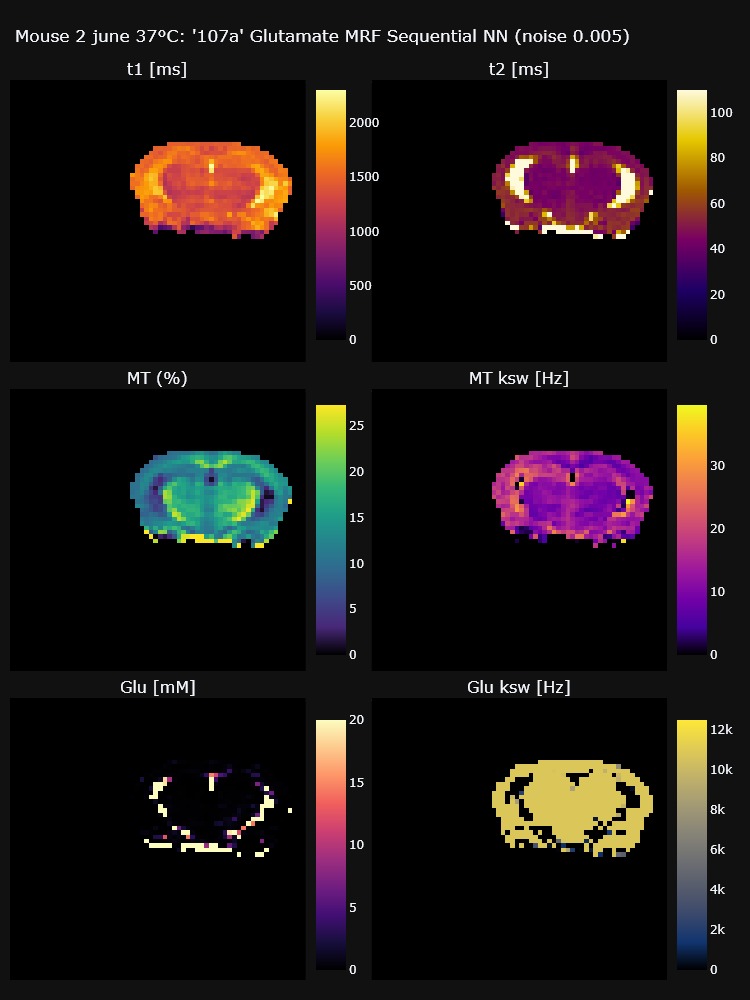 Mouse 2 june 37ºC: '107a' Glutamate MRF Sequential NN (noise 0.005)
t1 [ms]
t2 [ms]
2000
1500
1000
500
0
100
80
60
40
20
0
MT (%)
MT ksw [Hz]
25
20
15
10
5
0
30
20
10
0
Glu [mM]
Glu ksw [Hz]
20
15
10
5
0
12k
10k
8k
6k
4k
2k
0